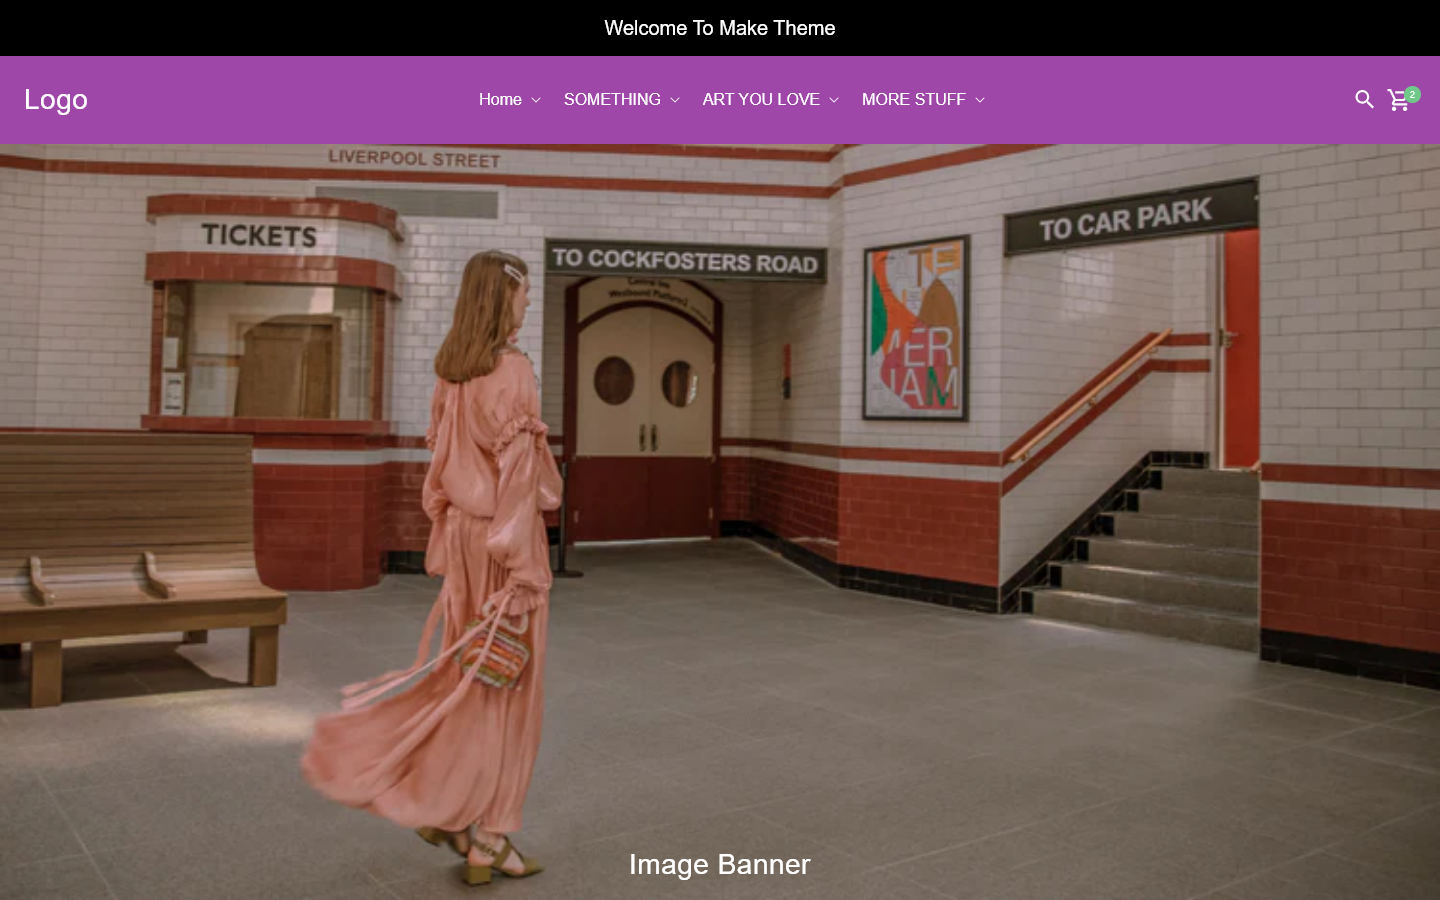 Welcome To Make Theme
Logo
Home
SOMETHING
ART YOU LOVE
MORE STUFF
2
LIVERPOOL STREET
TICKETS
TO COCKFOSTERS ROAD
TO CAR PARK
Image Banner